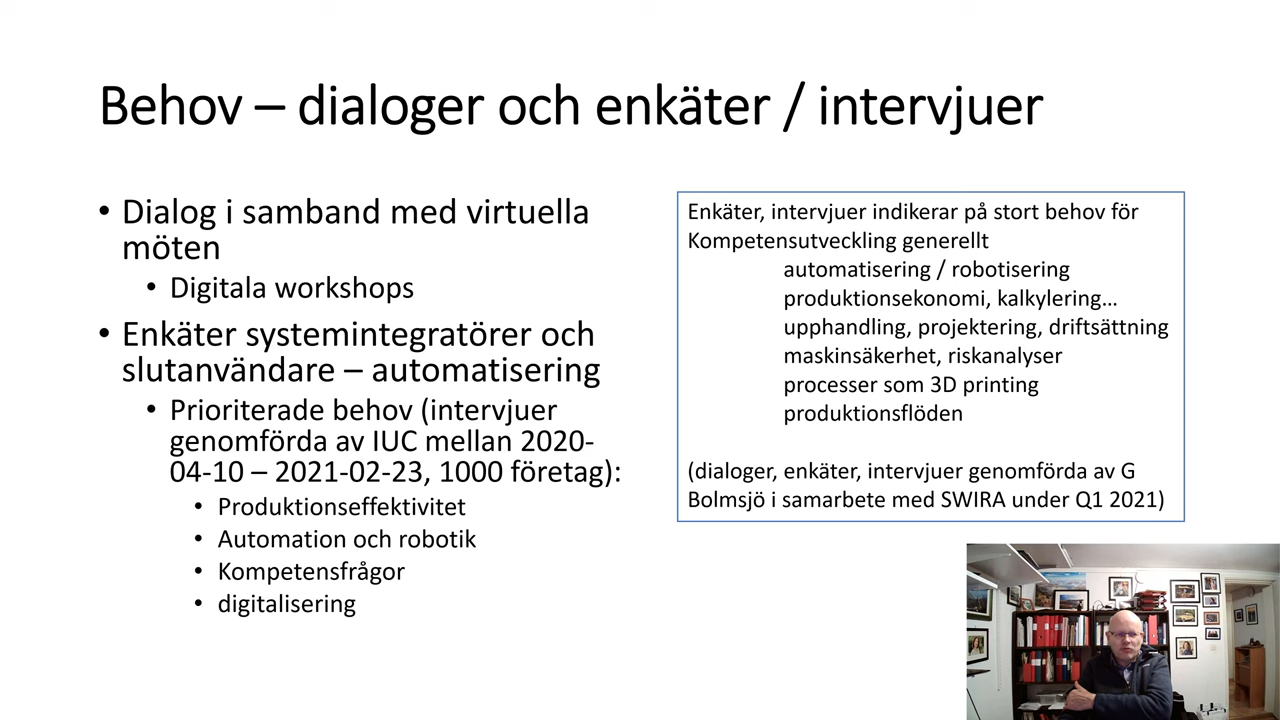 Behov – dialoger och enkäter / intervjuer
• Dialog i samband med virtuella
möten
• Digitala workshops
• Enkäter systemintegratörer och
slutanvändare – automatisering
• Prioriterade behov (intervjuer
genomförda av IUC mellan 2020-
04-10 – 2021-02-23, 1000 företag):
• Produktionseffektivitet
• Automation och robotik
• Kompetensfrågor
• digitalisering
Enkäter, intervjuer indikerar på stort behov för
Kompetensutveckling generellt
automatisering / robotisering
produktionsekonomi, kalkylering...
upphandling, projektering, driftsättning
maskinsäkerhet, riskanalyser
processer som 3D printing
produktionsflöden
(dialoger, enkäter, intervjuer genomförda av G
Bolmsjö i samarbete med SWIRA under Q1 2021)